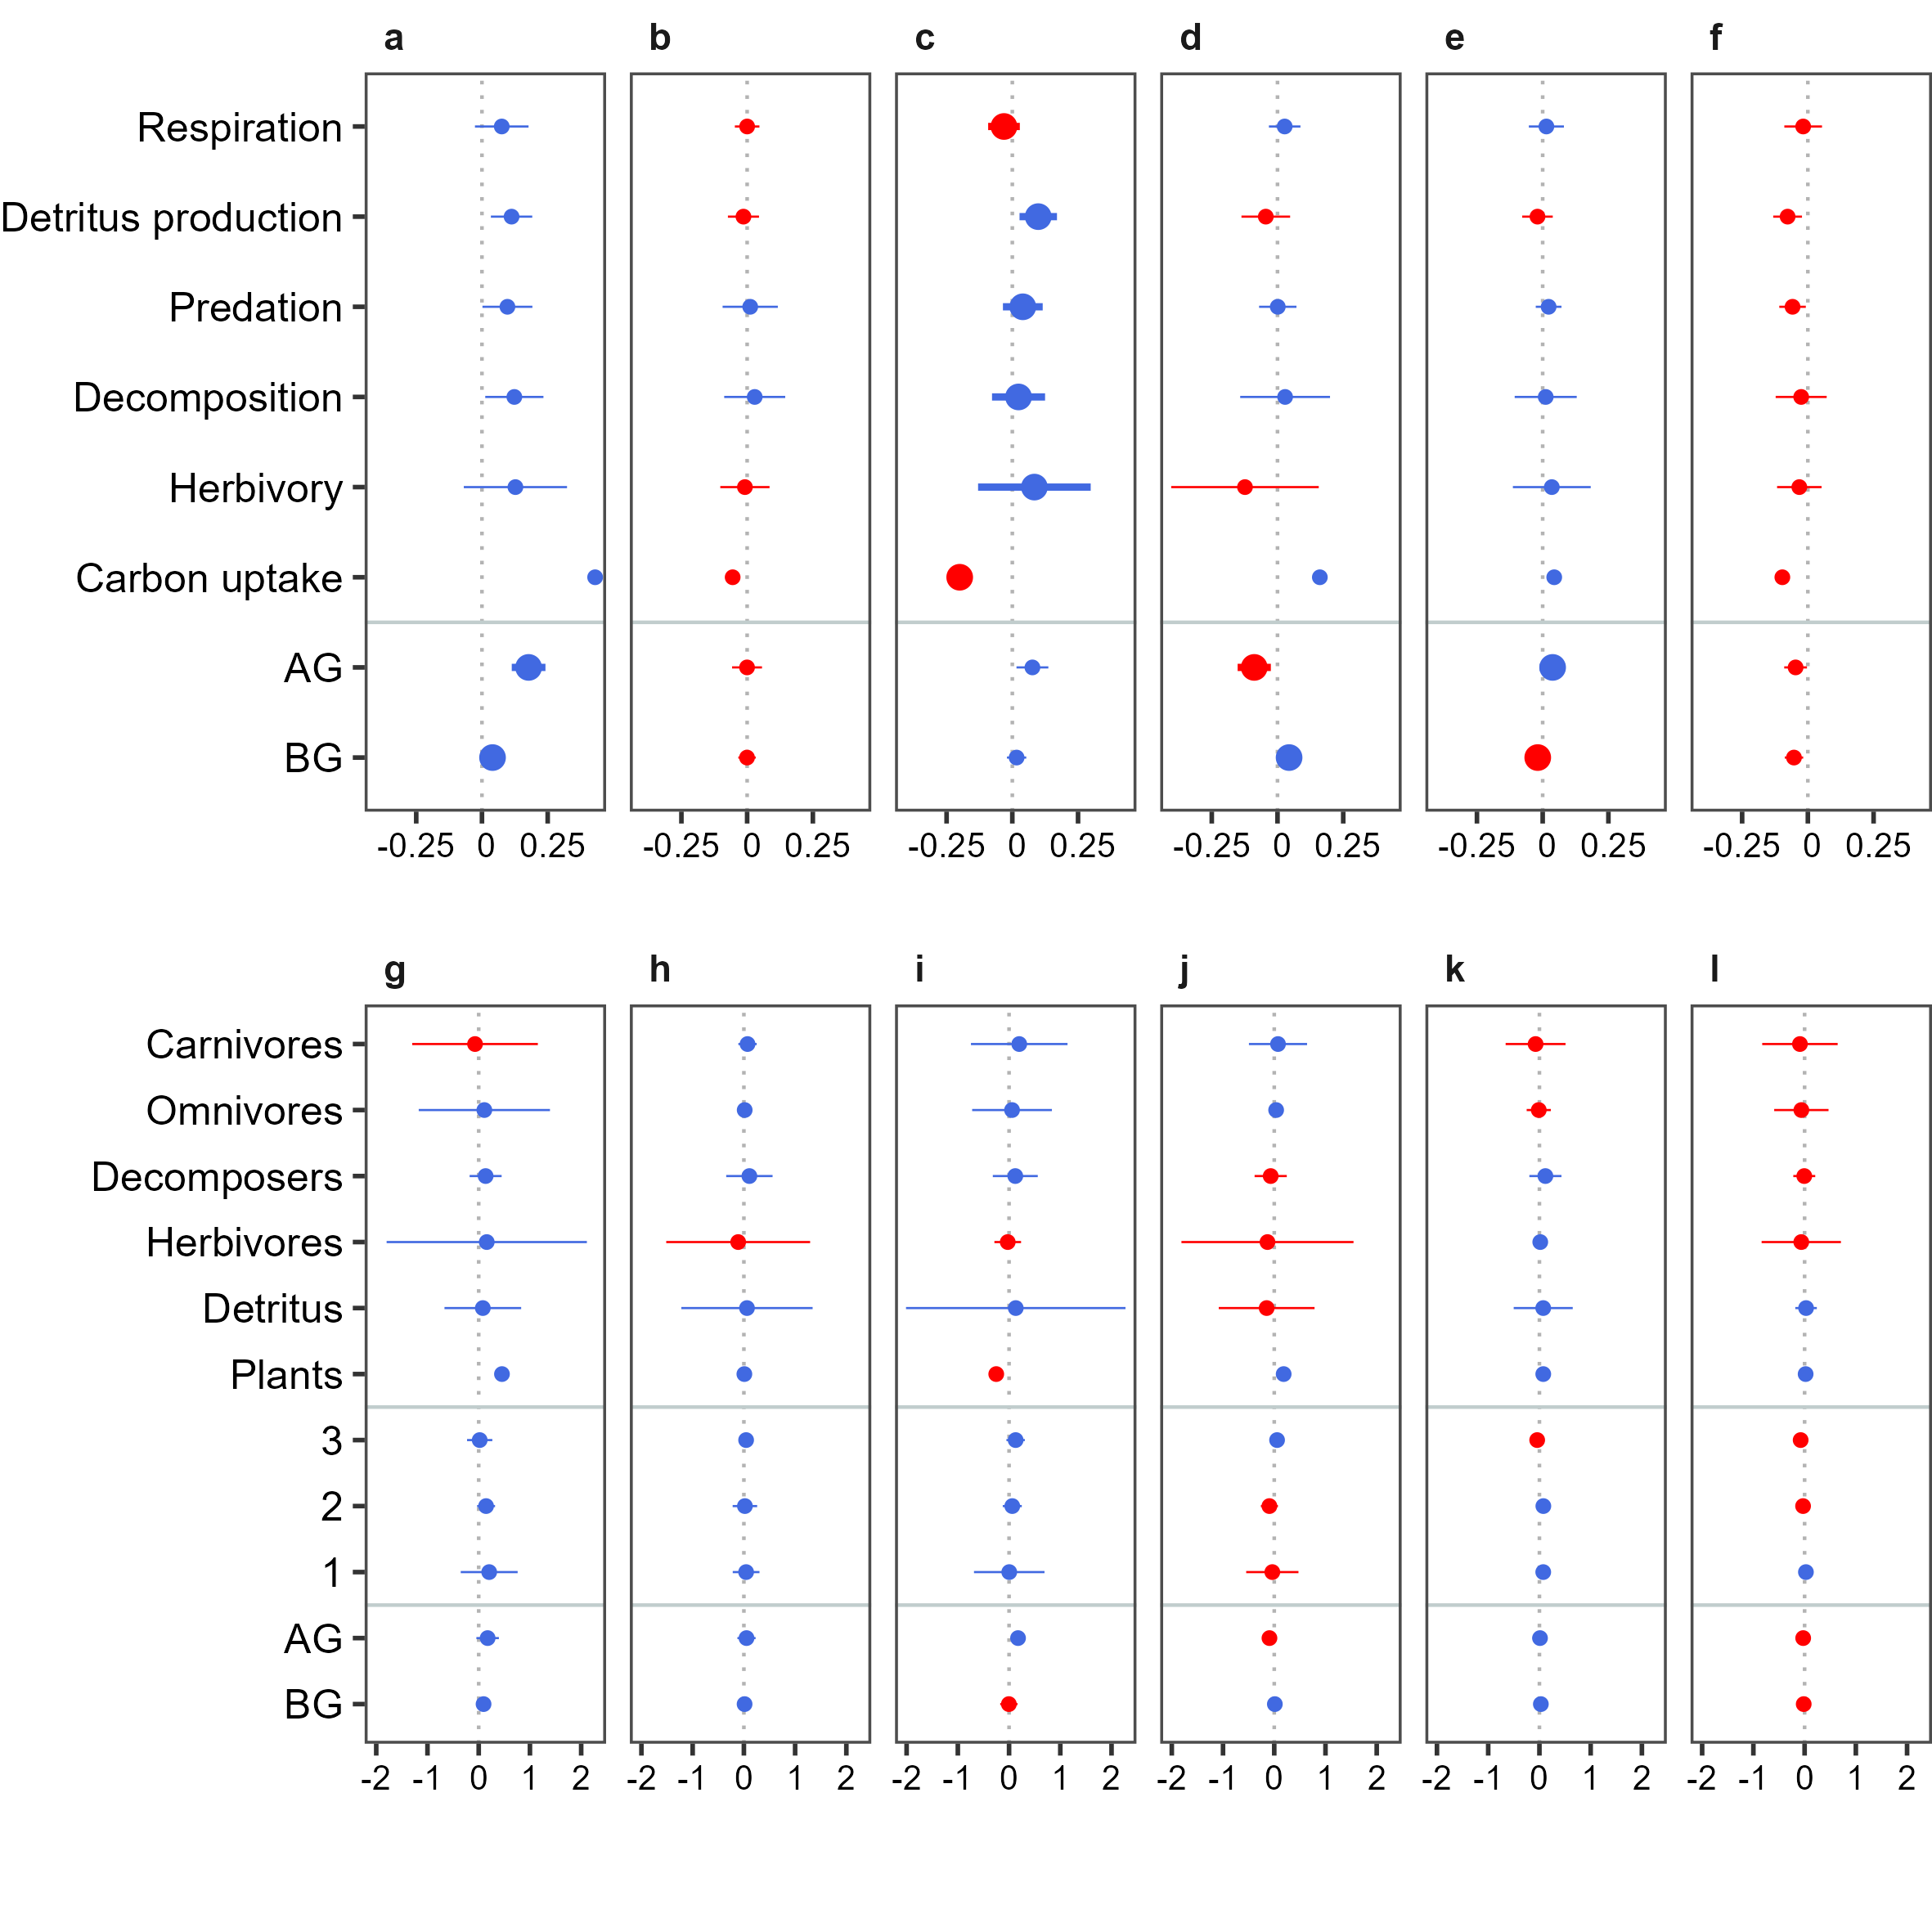 a b c d e f
Respiration
Detritus production
Predation
Decomposition
Herbivory
Carbon uptake
AG
BG
-0.25 0 0.25 -0.25 0 0.25 -0.25 0 0.25 -0.25 0 0.25 -0.25 0 0.25 -0.25 0 0.25
g h i j k l
Carnivores
Omnivores
Decomposers
Herbivores
Detritus
Plants
3
2
1
AG
BG
-2 -1 0 1 2 -2 -1 0 1 2 -2 -1 0 1 2 -2 -1 0 1 2 -2 -1 0 1 2 -2 -1 0 1 2